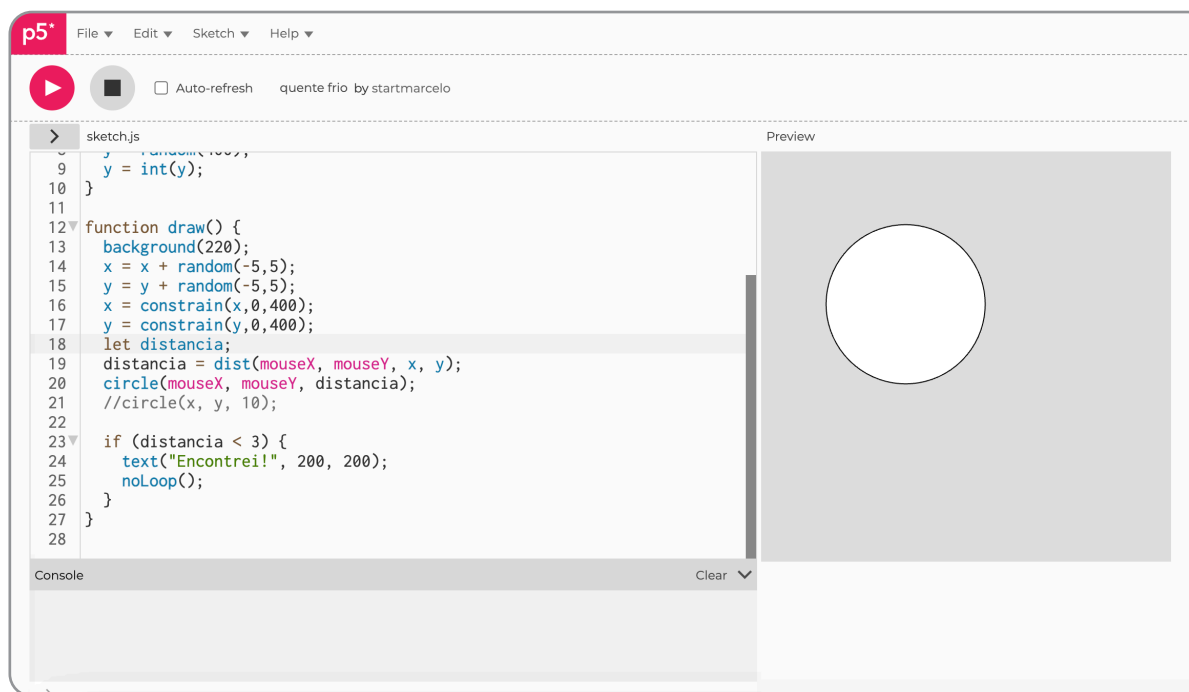 p5* File Edit Sketch Help
Auto-refresh quente frio by startmarcelo
> sketch.js Preview
9 y = int(y);
10 }
11
12 function draw() {
13 background(220);
14 x = x + random(-5,5);
15 y = y + random(-5,5);
16 x = constrain(x,0,400);
17 y = constrain(y,0,400);
18 let distancia;
19 distancia = dist(mouseX, mouseY, x, y);
20 circle(mouseX, mouseY, distancia);
21 //circle(x, y, 10);
22
23 if (distancia < 3) {
24 text("Encontrei!", 200, 200);
25 noLoop();
26 }
27 }
28
Console Clear